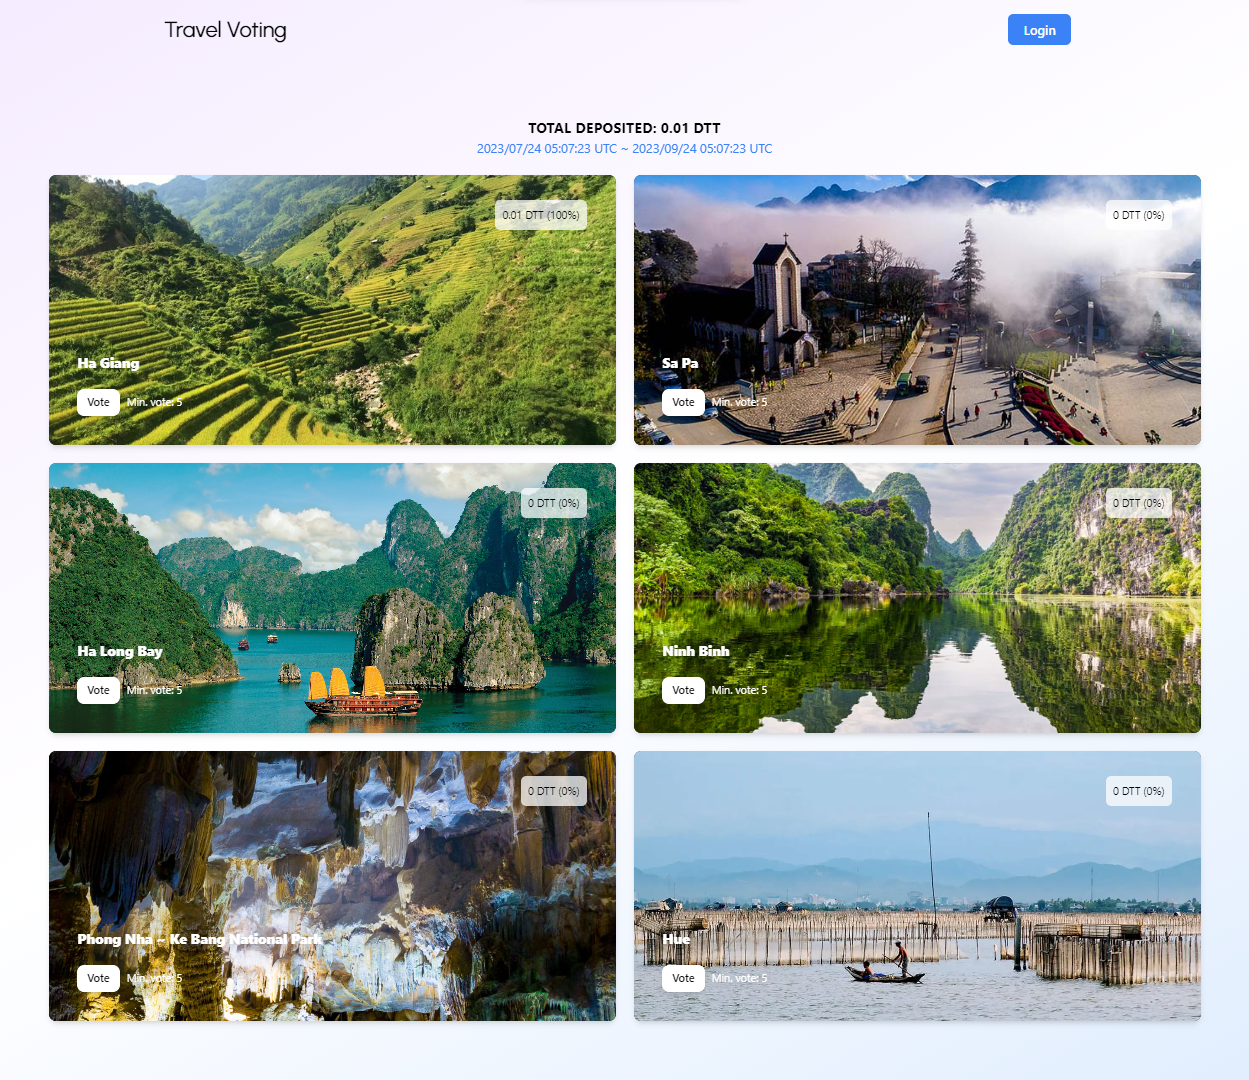 Travel Voting
Login
TOTAL DEPOSITED: 0.01 DTT
2023/07/24 05:07:23 UTC ~ 2023/09/24 05:07:23 UTC
0.01 DTT (100%)
Ha Giang
Vote Min. vote: 5
0 DTT (0%)
Sa Pa
Vote Min. vote: 5
0 DTT (0%)
Ha Long Bay
Vote Min. vote: 5
0 DTT (0%)
Ninh Binh
Vote Min. vote: 5
0 DTT (0%)
Phong Nha – Ke Bang National Park
Vote Min. vote: 5
0 DTT (0%)
Hue
Vote Min. vote: 5